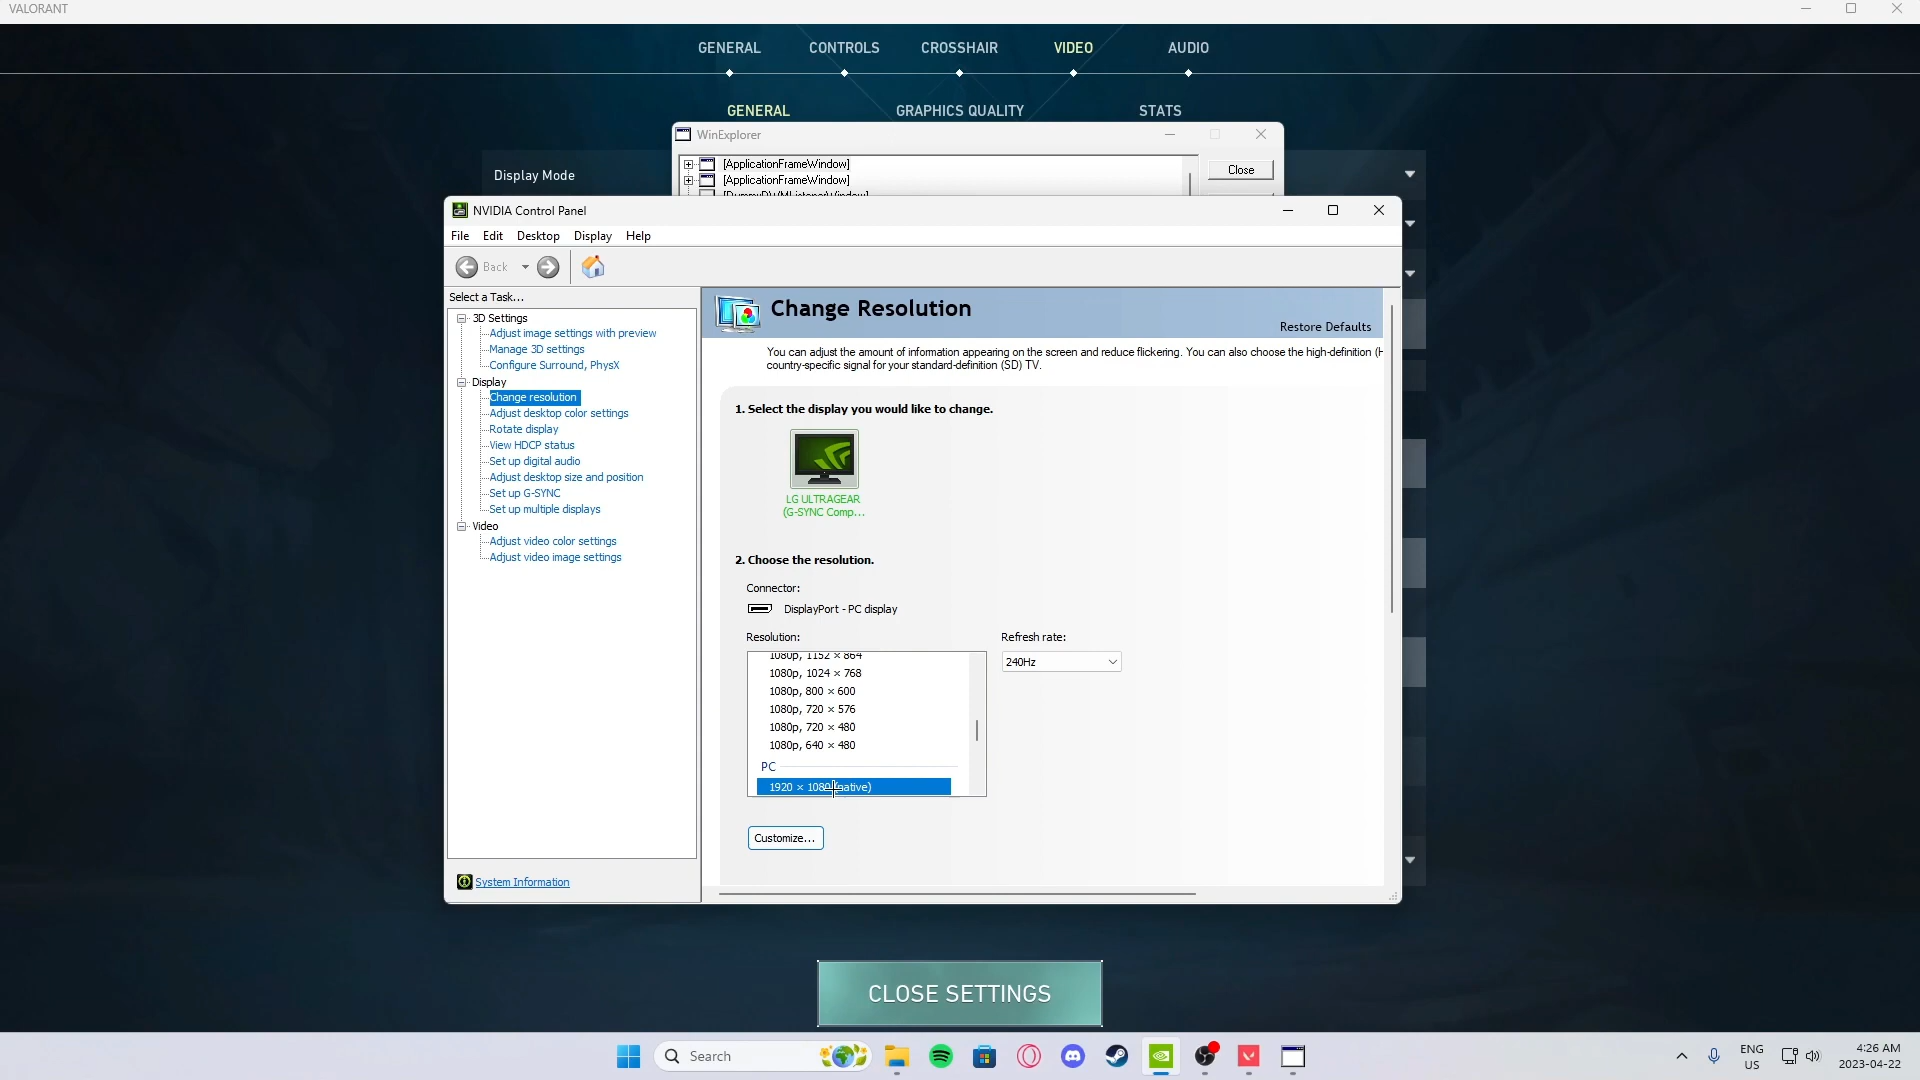 VALORANT
GENERAL CONTROLS CROSSHAIR VIDEO AUDIO
GENERAL GRAPHICS QUALITY STATS
WinExplorer
[ApplicationFrameWindow]
[ApplicationFrameWindow]
Close
Display Mode
NVIDIA Control Panel
File Edit Desktop Display Help
Back
Select a Task...
3D Settings
Adjust image settings with preview
Manage 3D settings
Configure Surround, PhysX
Display
Change resolution
Adjust desktop color settings
Rotate display
View HDCP status
Set up digital audio
Adjust desktop size and position
Set up G-SYNC
Set up multiple displays
Video
Adjust video color settings
Adjust video image settings
System Information
Change Resolution
Restore Defaults
You can adjust the amount of information appearing on the screen and reduce flickering. You can also choose the high-definition (H
country-specific signal for your standard-definition (SD) TV.
1. Select the display you would like to change.
LG ULTRAGEAR
(G-SYNC Comp...
2. Choose the resolution.
Connector:
DisplayPort - PC display
Resolution:
1080p, 1152 × 864
1080p, 1024 × 768
1080p, 800 × 600
1080p, 720 × 576
1080p, 720 × 480
1080p, 640 × 480
PC
1920 × 1080 (native)
Refresh rate:
240Hz
Customize...
CLOSE SETTINGS
Search
ENG
US
4:26 AM
2023-04-22